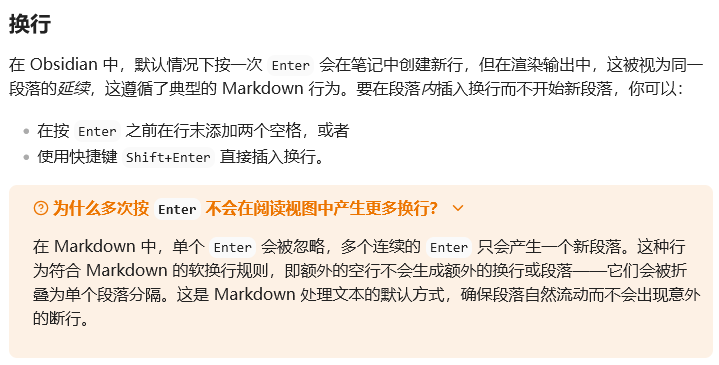 换行
在 Obsidian 中，默认情况下按一次 Enter 会在笔记中创建新行，但在渲染输出中，这被视为同一
段落的延续，这遵循了典型的 Markdown 行为。要在段落内插入换行而不开始新段落，你可以：
在按 Enter 之前在行末添加两个空格，或者
使用快捷键 Shift+Enter 直接插入换行。
为什么多次按 Enter 不会在阅读视图中产生更多换行？
在 Markdown 中，单个 Enter 会被忽略，多个连续的 Enter 只会产生一个新段落。这种行
为符合 Markdown 的软换行规则，即额外的空行不会生成额外的换行或段落——它们会被折
叠为单个段落分隔。这是 Markdown 处理文本的默认方式，确保段落自然流动而不会出现意外
的断行。